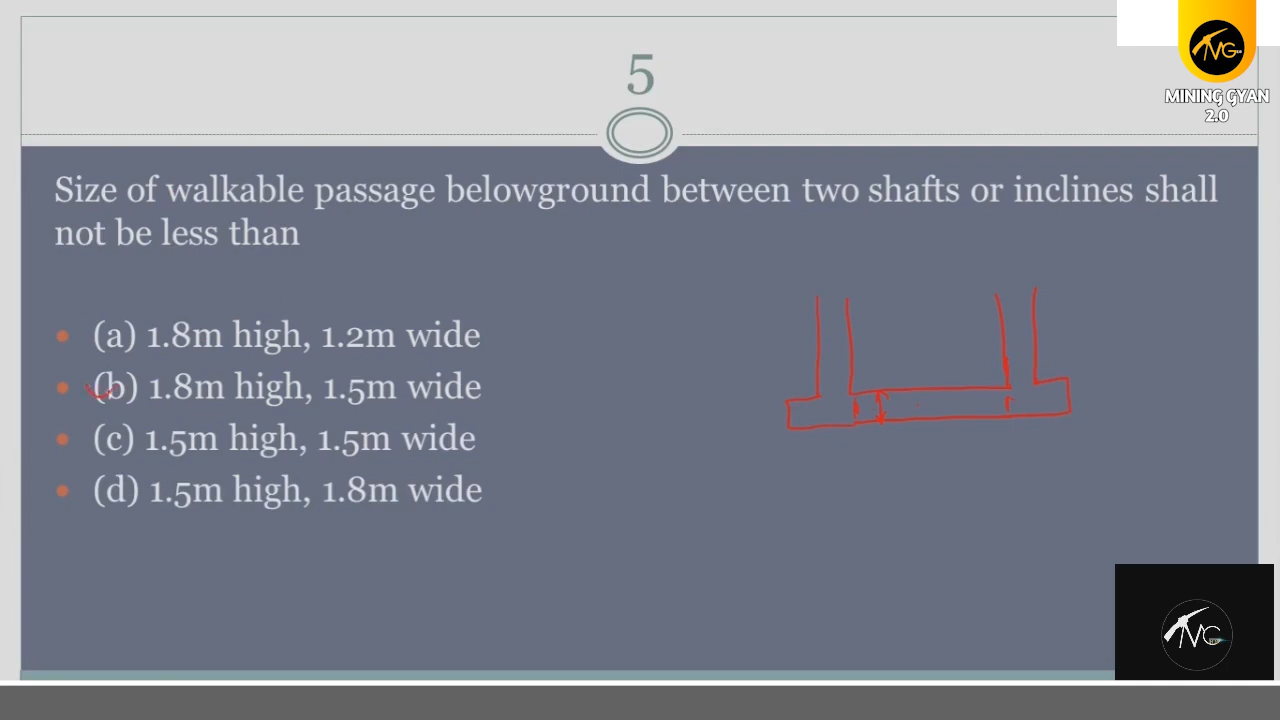 5
MINING GYAN
2.0
Size of walkable passage belowground between two shafts or inclines shall
not be less than
(a) 1.8m high, 1.2m wide
(b) 1.8m high, 1.5m wide
(c) 1.5m high, 1.5m wide
(d) 1.5m high, 1.8m wide